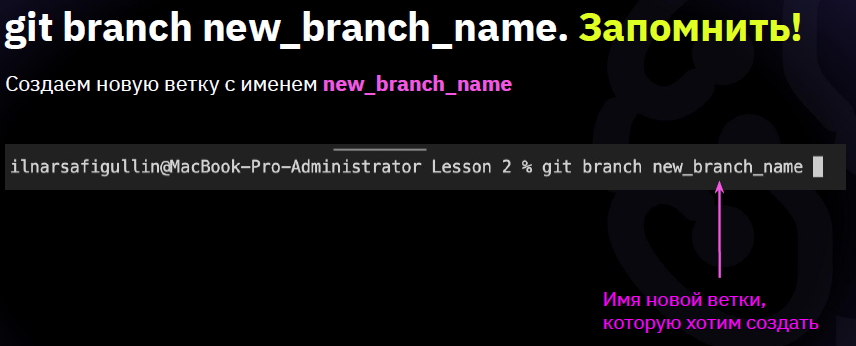 git branch new_branch_name. Запомнить!
Создаем новую ветку с именем new_branch_name
ilnarsafigullin@MacBook-Pro-Administrator Lesson 2 % git branch new_branch_name
Имя новой ветки,
которую хотим создать